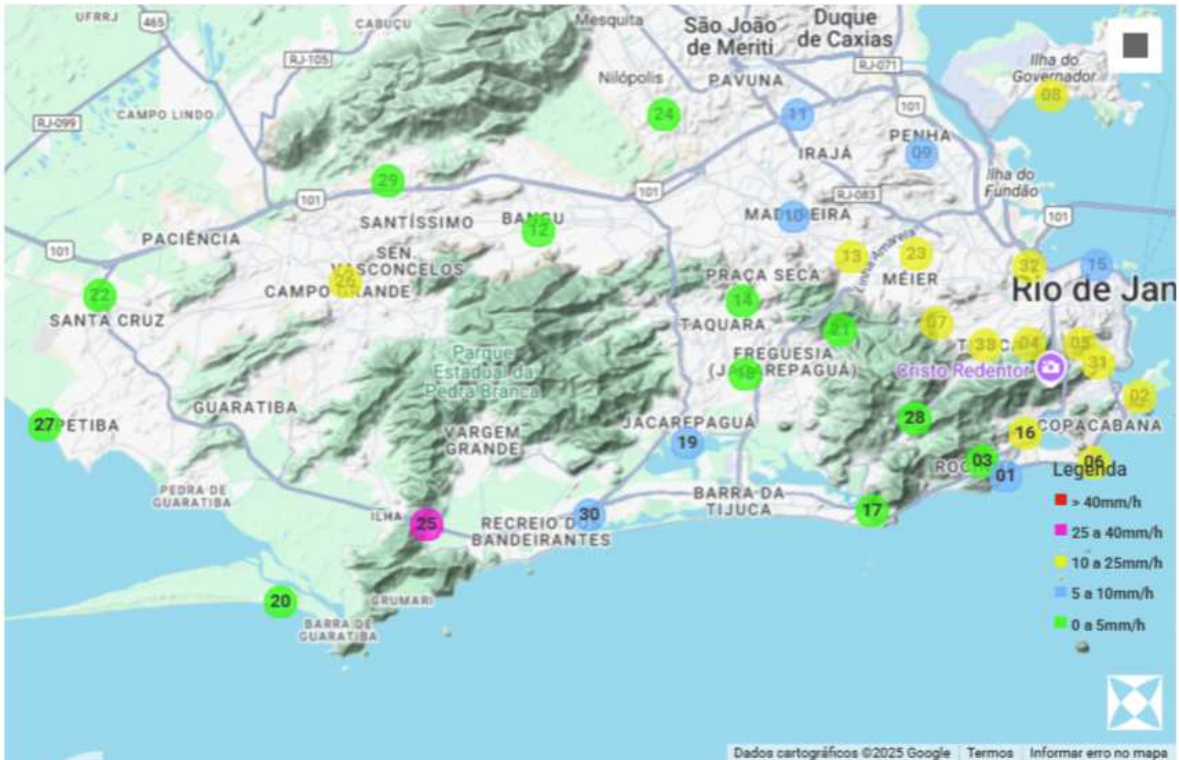 UFRRJ
465
CABUÇU
Mesquita
São João
de Meriti
Duque
de Caxias
RJ-105
Nilópolis
PAVUNA
RJ-071
Ilha do
Governador
08
RJ-099
CAMPO LINDO
24
11
101
PENHA
09
IRAJÁ
29
101
101
RJ-083
Ilha do
Fundão
SANTÍSSIMO
BANGU
12
MADUREIRA
10
101
PACIÊNCIA
101
SEN.
VASCONCELOS
26
CAMPO GRANDE
13
Linha Amarela
23
MÉIER
32
15
PRAÇA SECA
22
SANTA CRUZ
14
Rio de Jan
TAQUARA
21
07
33
04
05
Parque
Estadual da
Pedra Branca
FREGUESIA
(JACAREPAGUÁ)
18
Cristo Redentor
31
02
GUARATIBA
27
28
JACAREPAGUÁ
19
16
COPACABANA
VARGEM
GRANDE
03
01
06
PEDRA DE
GUARATIBA
ILHA
25
RECREIO DOS
BANDEIRANTES
30
BARRA DA
TIJUCA
17
20
GRUMARI
BARRA DE
GUARATIBA
Legenda
> 40mm/h
25 a 40mm/h
10 a 25mm/h
5 a 10mm/h
0 a 5mm/h
Dados cartográficos ©2025 Google
Termos
Informar erro no mapa